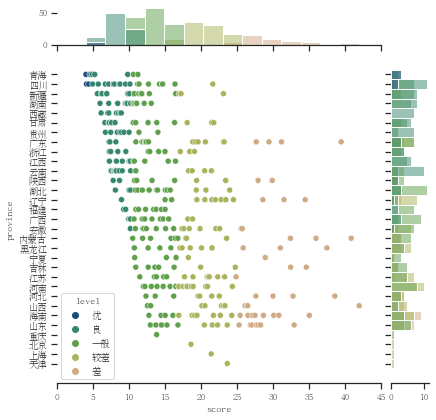 50
0
青海
四川
新疆
湖南
西藏
甘肃
贵州
广东
浙江
江西
云南
陕西
湖北
辽宁
福建
广西
安徽
内蒙古
黑龙江
宁夏
吉林
江苏
河南
河北
山西
海南
山东
重庆
北京
上海
天津
province
level
优
良
一般
较差
差
0 5 10 15 20 25 30 35 40 45
score
0 10